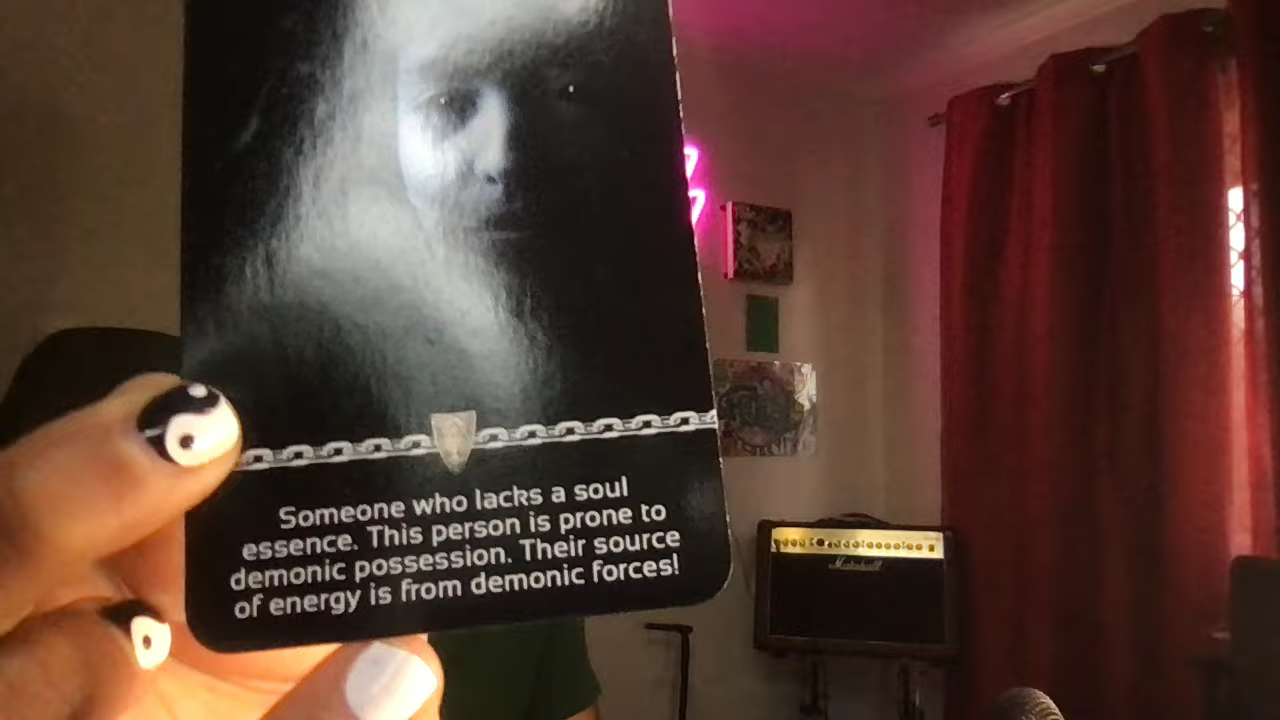 Someone who lacks a soul
essence. This person is prone to
demonic possession. Their source
of energy is from demonic forces!
Marshall